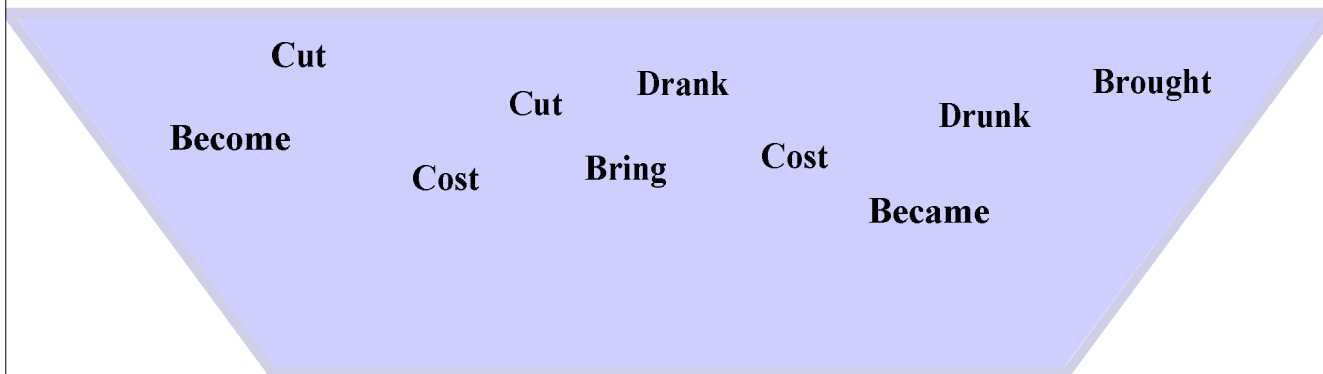 Cut
Brought
Drank
Cut
Drunk
Become
Cost
Bring
Cost
Became